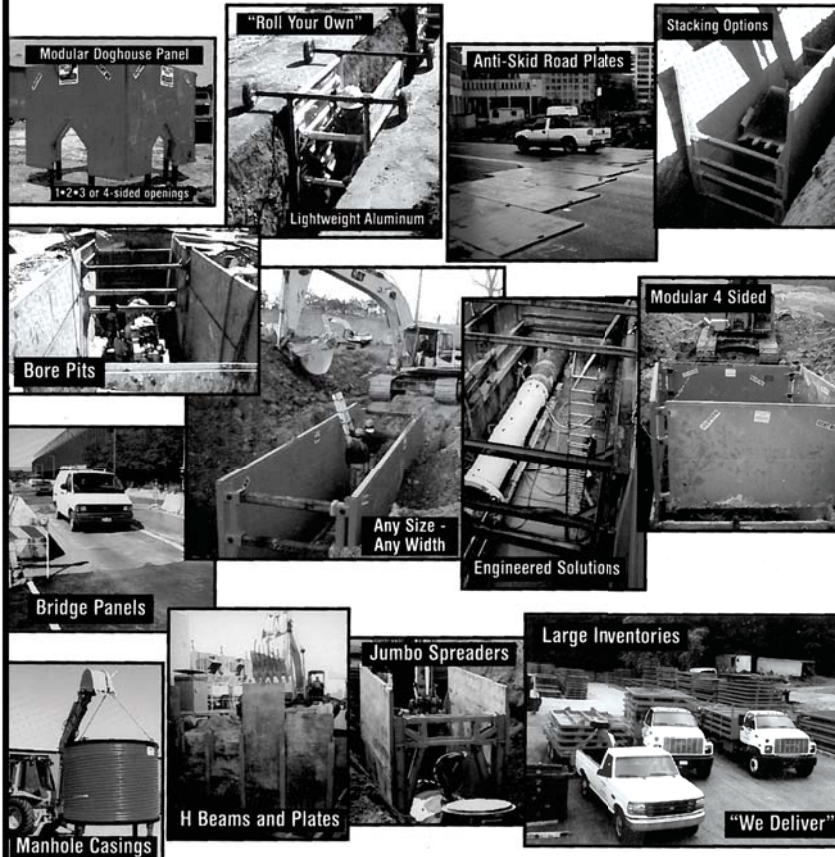 Modular Doghouse Panel
1•2•3 or 4-sided openings
"Roll Your Own"
Lightweight Aluminum
Anti-Skid Road Plates
Stacking Options
Bore Pits
Any Size -
Any Width
Engineered Solutions
Modular 4 Sided
Bridge Panels
Manhole Casings
H Beams and Plates
Jumbo Spreaders
Large Inventories
"We Deliver"